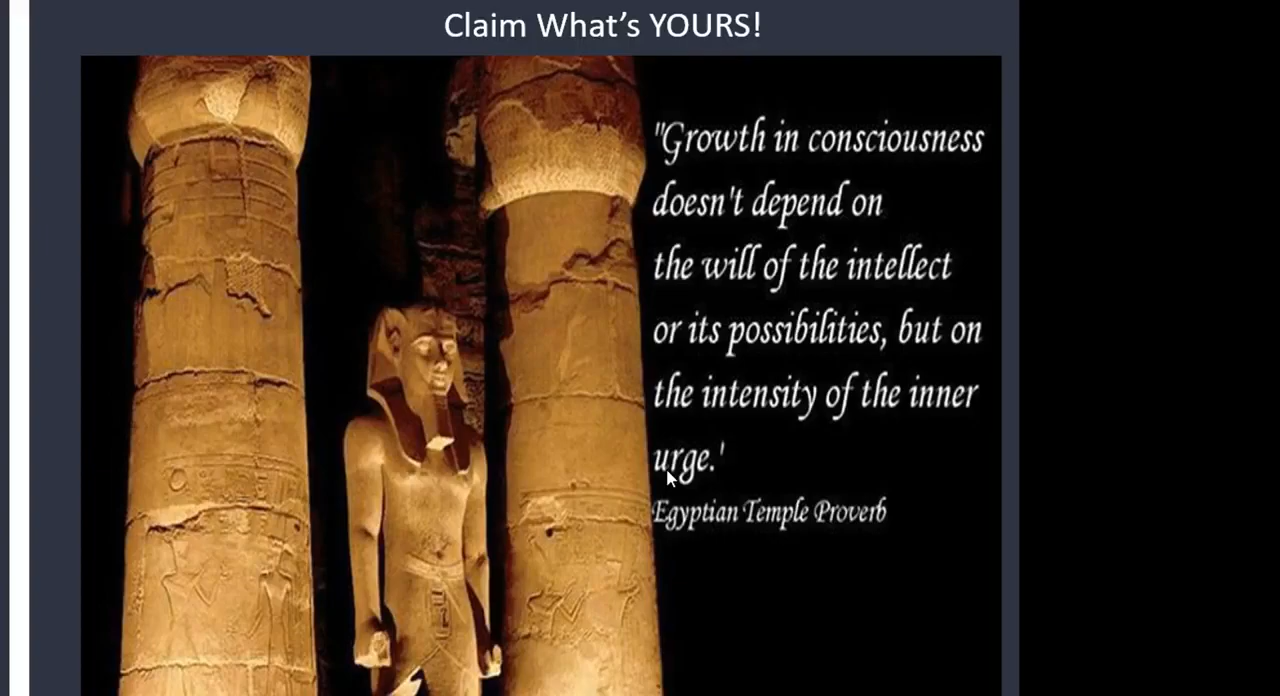 Claim What’s YOURS!
"Growth in consciousness
doesn't depend on
the will of the intellect
or its possibilities, but on
the intensity of the inner
urge.'
Egyptian Temple Proverb